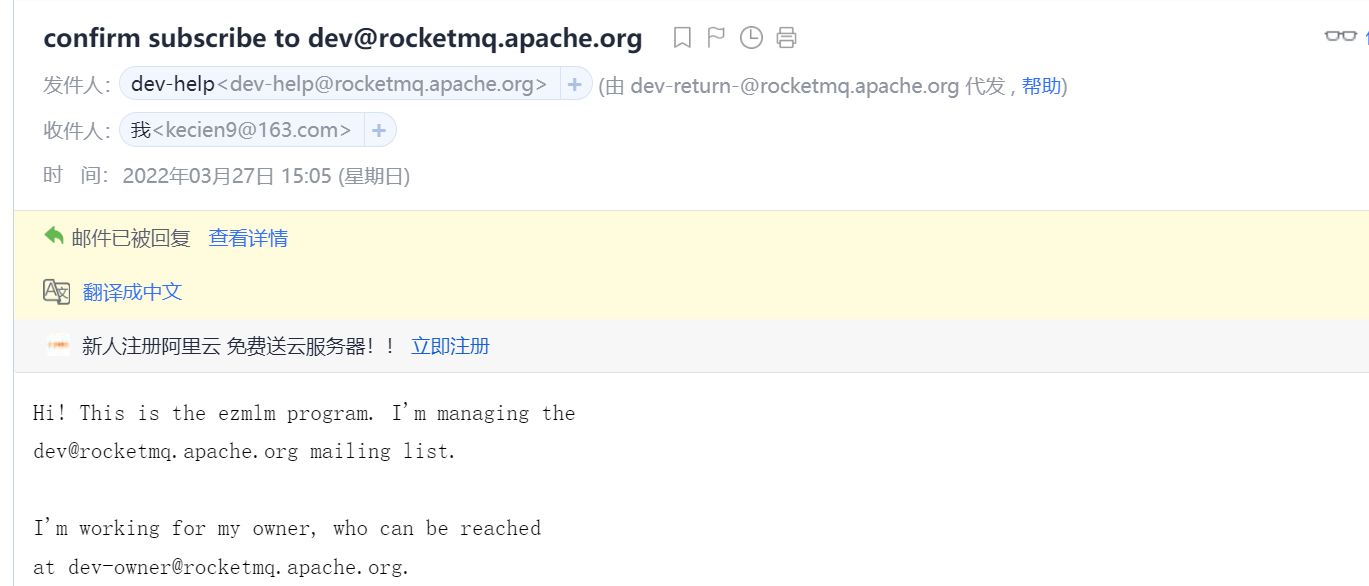 confirm subscribe to dev@rocketmq.apache.org
发件人： dev-help<dev-help@rocketmq.apache.org> + (由 dev-return-@rocketmq.apache.org 代发 , 帮助)
收件人： 我<kecien9@163.com> +
时 间： 2022年03月27日 15:05 (星期日)
邮件已被回复 查看详情
翻译成中文
新人注册阿里云 免费送云服务器！！ 立即注册
Hi! This is the ezmlm program. I'm managing the
dev@rocketmq.apache.org mailing list.
I'm working for my owner, who can be reached
at dev-owner@rocketmq.apache.org.